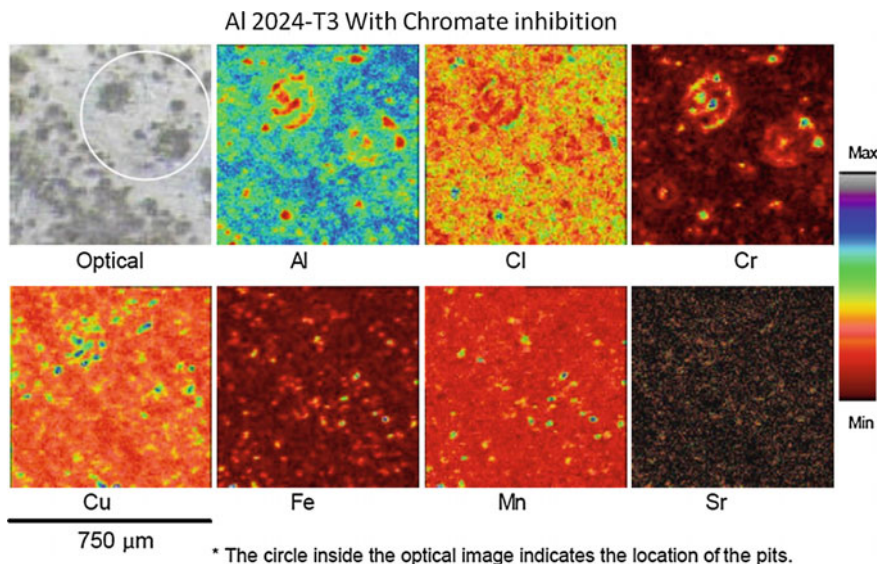 Al 2024-T3 With Chromate inhibition
Optical
Al
Cl
Cr
Max
Cu
Fe
Mn
Sr
Min
750 µm
* The circle inside the optical image indicates the location of the pits.